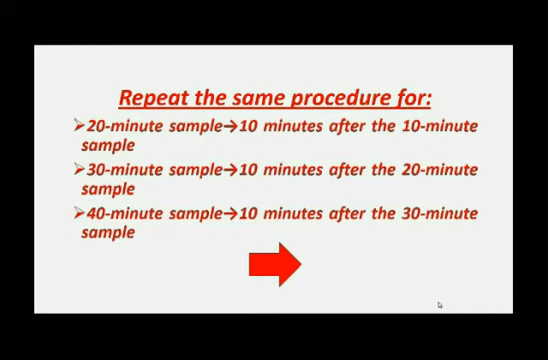 Repeat the same procedure for:
➢20-minute sample→10 minutes after the 10-minute
sample
➢30-minute sample→10 minutes after the 20-minute
sample
➢40-minute sample→10 minutes after the 30-minute
sample